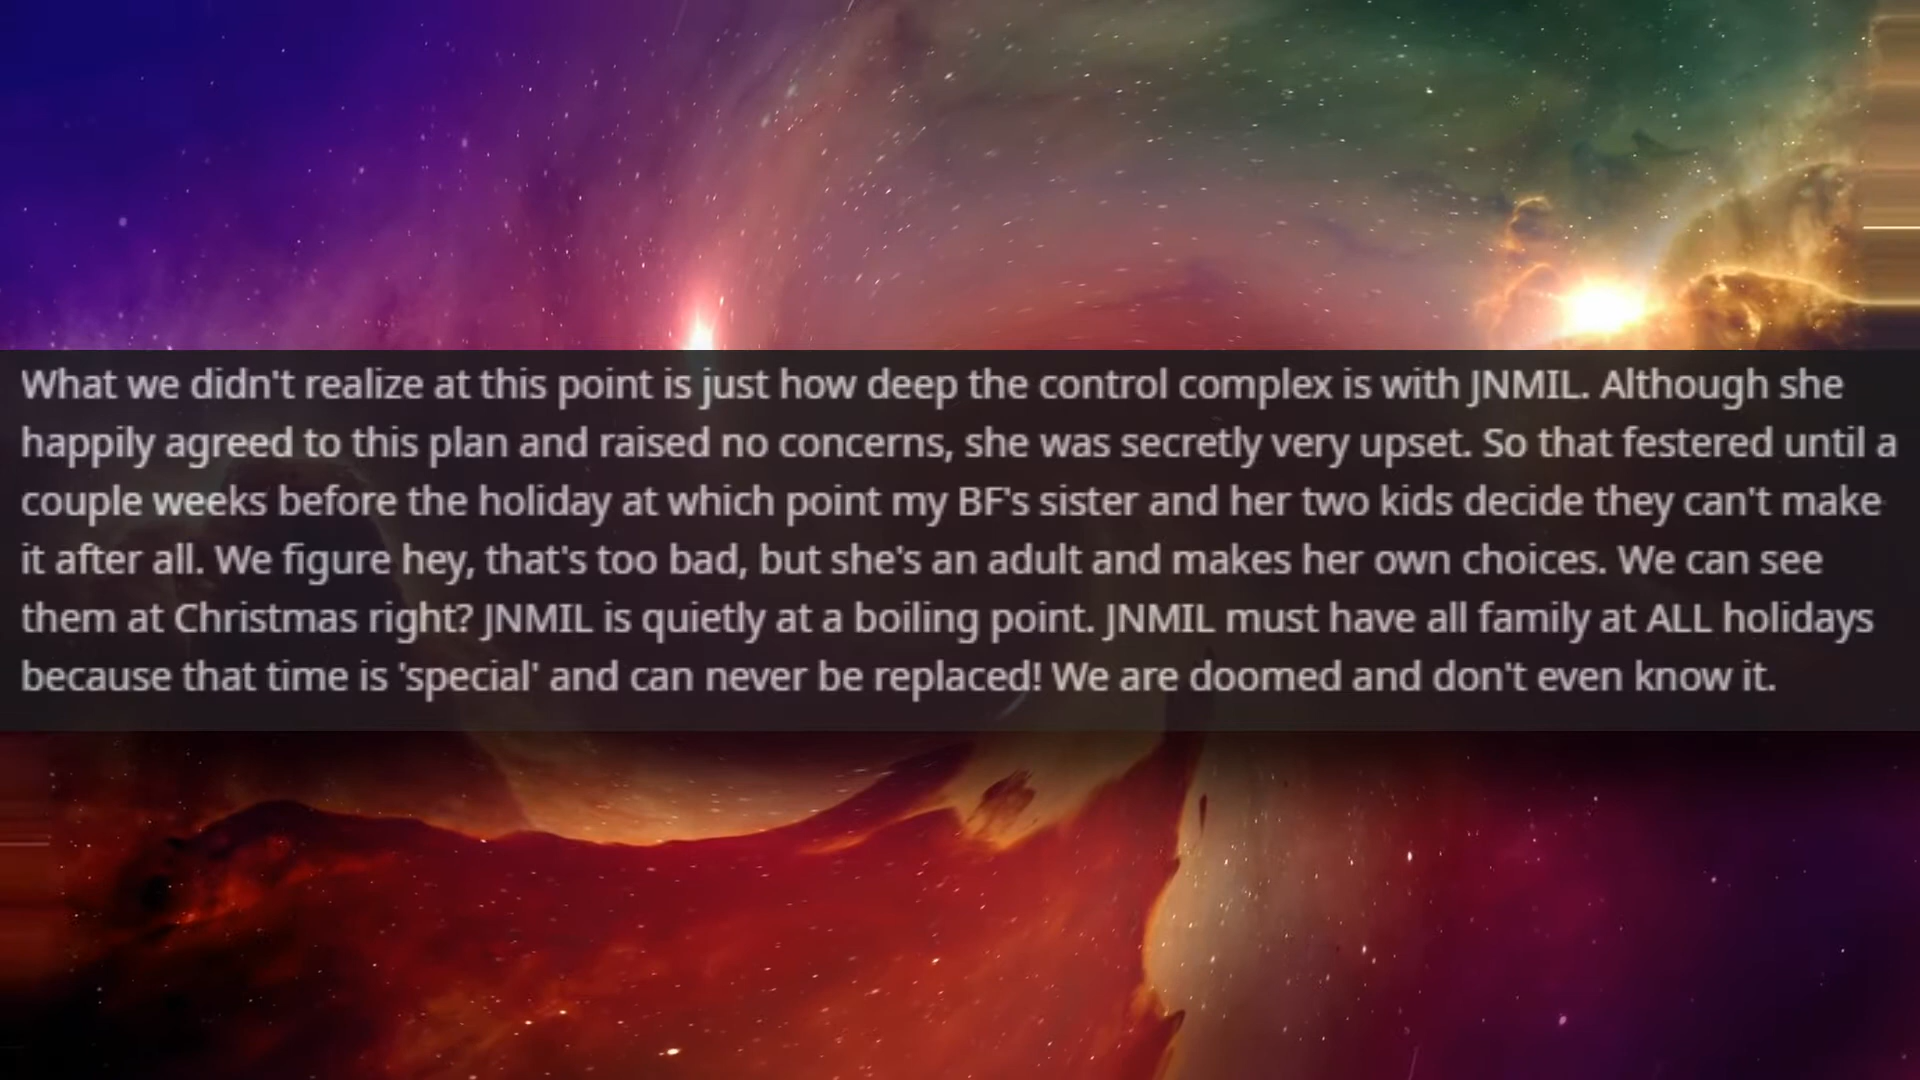 What we didn't realize at this point is just how deep the control complex is with JNMIL. Although she
happily agreed to this plan and raised no concerns, she was secretly very upset. So that festered until a
couple weeks before the holiday at which point my BF's sister and her two kids decide they can't make
it after all. We figure hey, that's too bad, but she's an adult and makes her own choices. We can see
them at Christmas right? JNMIL is quietly at a boiling point. JNMIL must have all family at ALL holidays
because that time is 'special' and can never be replaced! We are doomed and don't even know it.